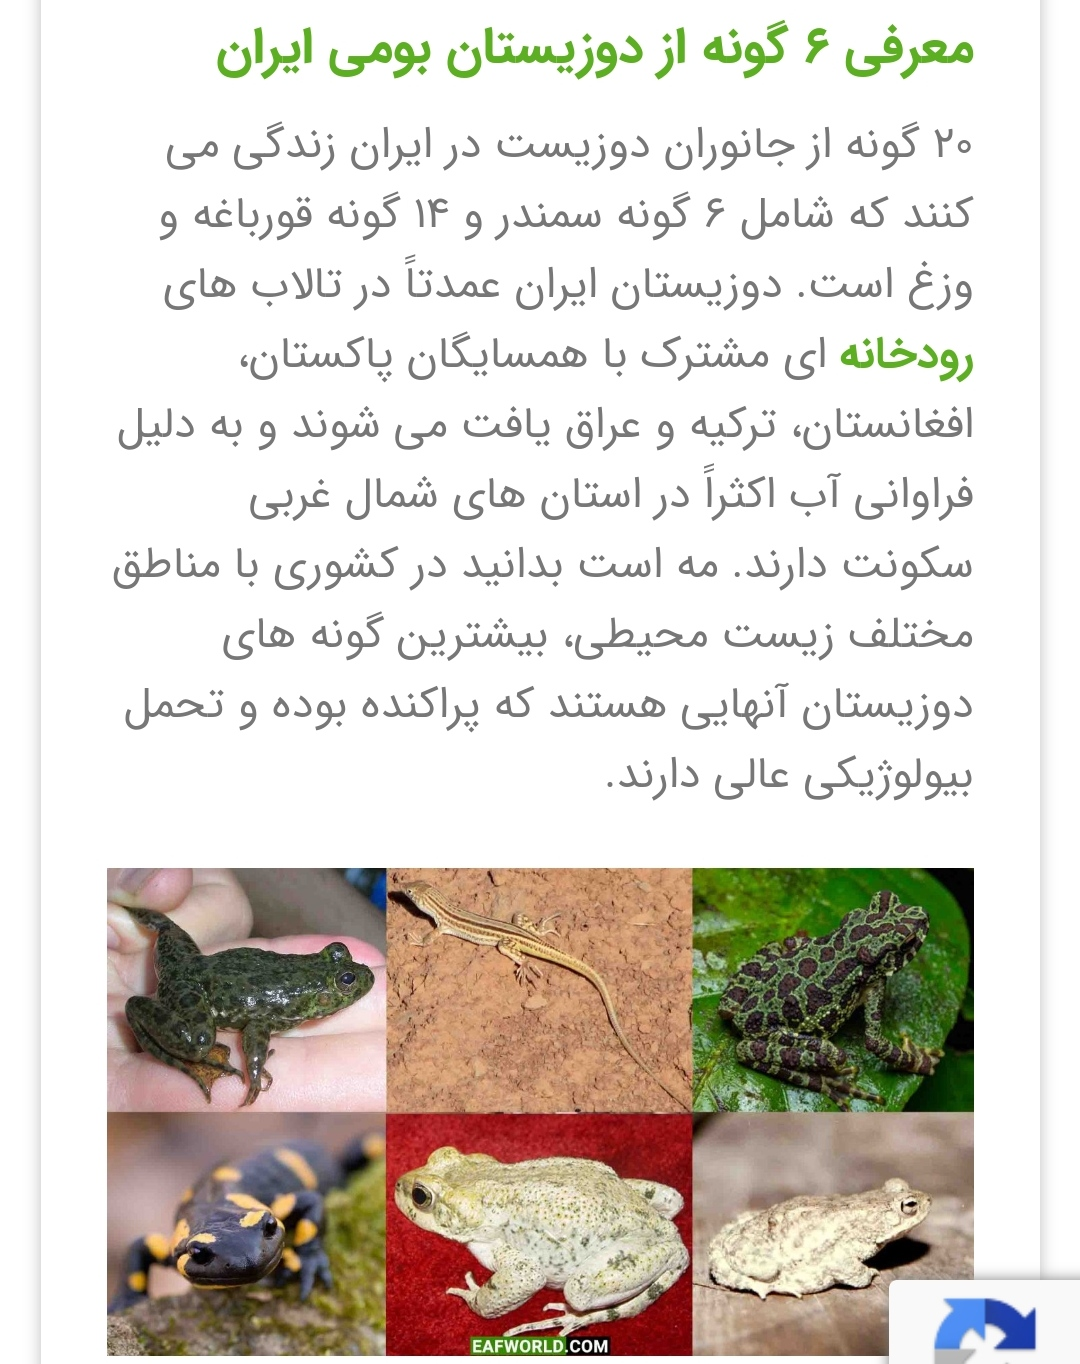 معرفی ۶ گونه از دوزیستان بومی ایران
۲۰ گونه از جانوران دوزیست در ایران زندگی می
کنند که شامل ۶ گونه سمندر و ۱۴ گونه قورباغه و
وزغ است. دوزیستان ایران عمدتاً در تالاب های
رودخانه ای مشترک با همسایگان پاکستان،
افغانستان، ترکیه و عراق یافت می شوند و به دلیل
فراوانی آب اکثراً در استان های شمال غربی
سکونت دارند. مه است بدانید در کشوری با مناطق
مختلف زیست محیطی، بیشترین گونه های
دوزیستان آنهایی هستند که پراکنده بوده و تحمل
بیولوژیکی عالی دارند.
EAFWORLD.COM